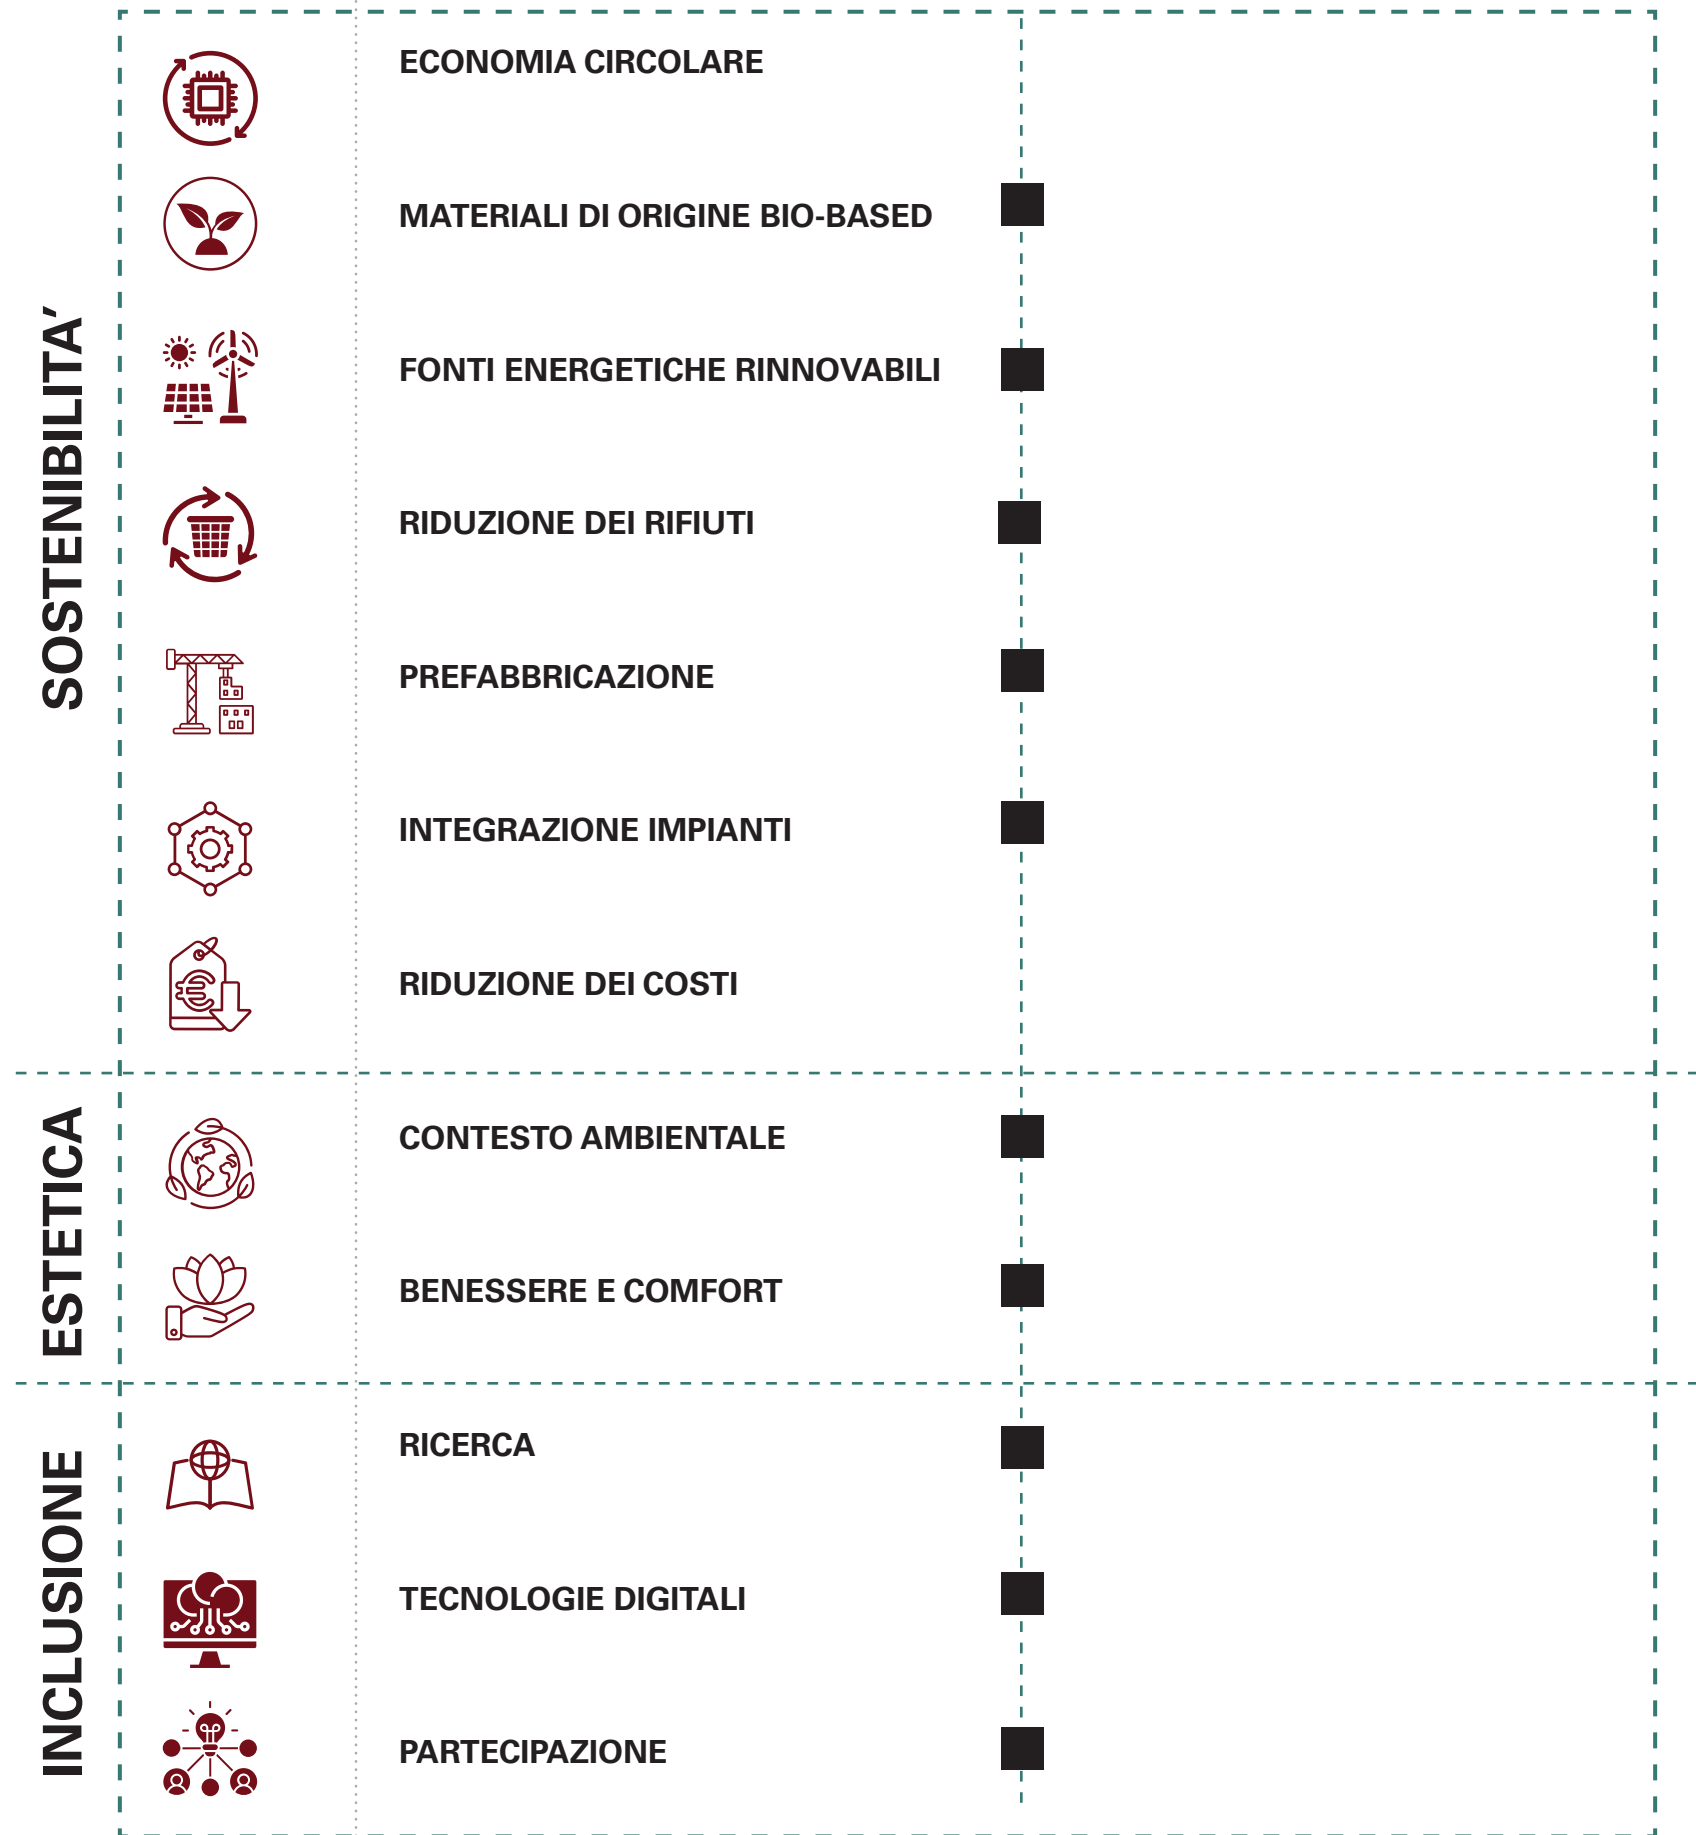 SOSTENIBILITA’
ECONOMIA CIRCOLARE
MATERIALI DI ORIGINE BIO-BASED
FONTI ENERGETICHE RINNOVABILI
RIDUZIONE DEI RIFIUTI
PREFABBRICAZIONE
INTEGRAZIONE IMPIANTI
RIDUZIONE DEI COSTI
ESTETICA
CONTESTO AMBIENTALE
BENESSERE E COMFORT
INCLUSIONE
RICERCA
TECNOLOGIE DIGITALI
PARTECIPAZIONE